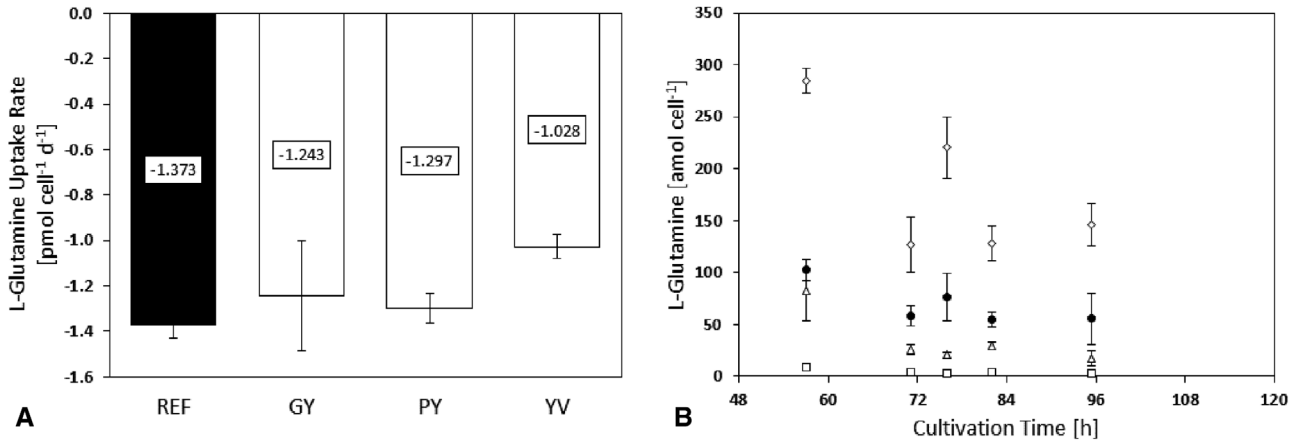 L-Glutamine Uptake Rate
[pmol cell⁻¹ d⁻¹]
0.0
-0.2
-0.4
-0.6
-0.8
-1.0
-1.2
-1.4
-1.6
-1.373
-1.243
-1.297
-1.028
REF GY PY YV
A
L-Glutamine [amol cell⁻¹]
350
300
250
200
150
100
50
0
48 60 72 84 96 108 120
Cultivation Time [h]
B